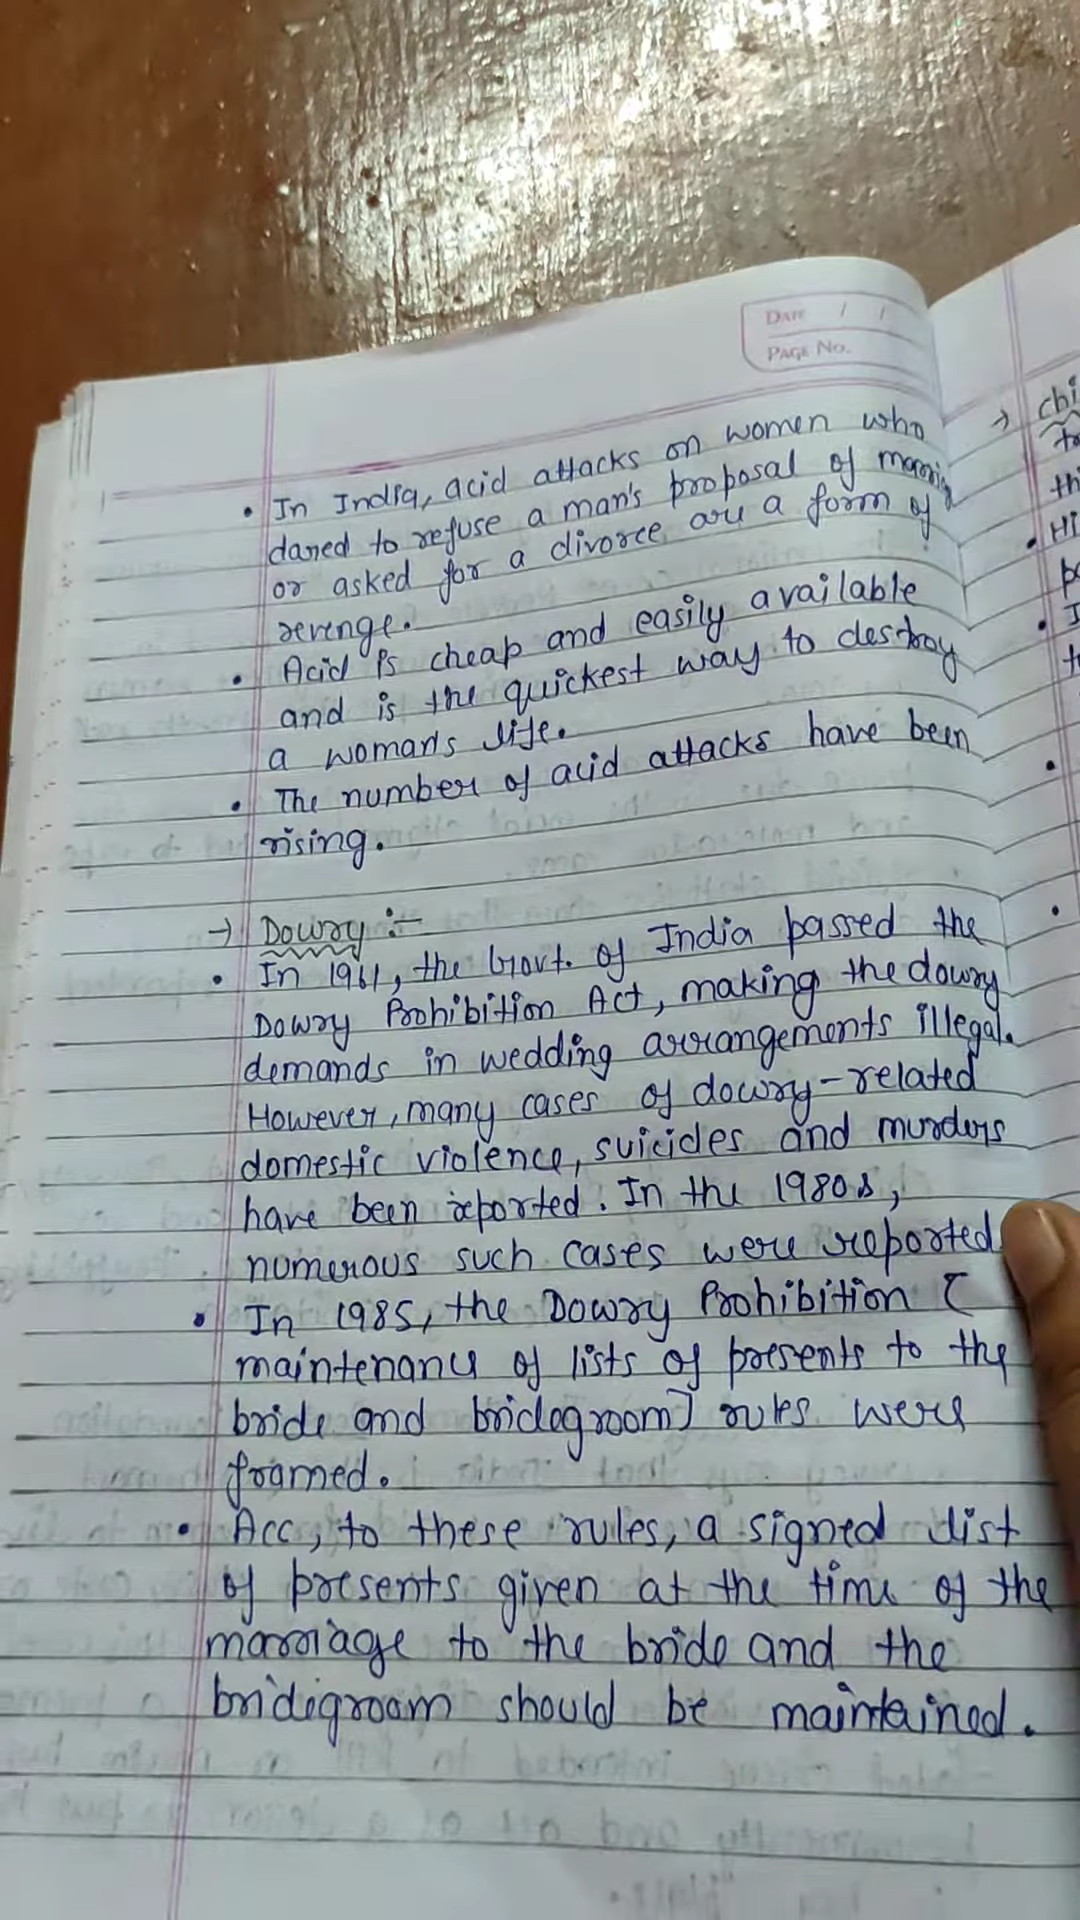 DATE / /
PAGE No.
• In India, acid attacks on women who
dared to refuse a man's proposal of
or asked for a divorce are a form of
revenge.
• Acid is cheap and easily available
and is the quickest way to destroy
a woman's life.
• The number of acid attacks have been
rising.
→ Dowry :-
• In 1961, the Govt. of India passed the
Dowry Prohibition Act, making the dowry
demands in wedding arrangements illegal.
However, many cases of dowry-related
domestic violence, suicides and murders
have been reported. In the 1980s,
numerous such cases were reported
• In 1985, the Dowry Prohibition [
maintenance of lists of presents to the
bride and bridegroom] rules were
framed.
• Acc, to these rules, a signed list
of presents given at the time of the
marriage to the bride and the
bridegroom should be maintained.
→ chi
th
• Hi